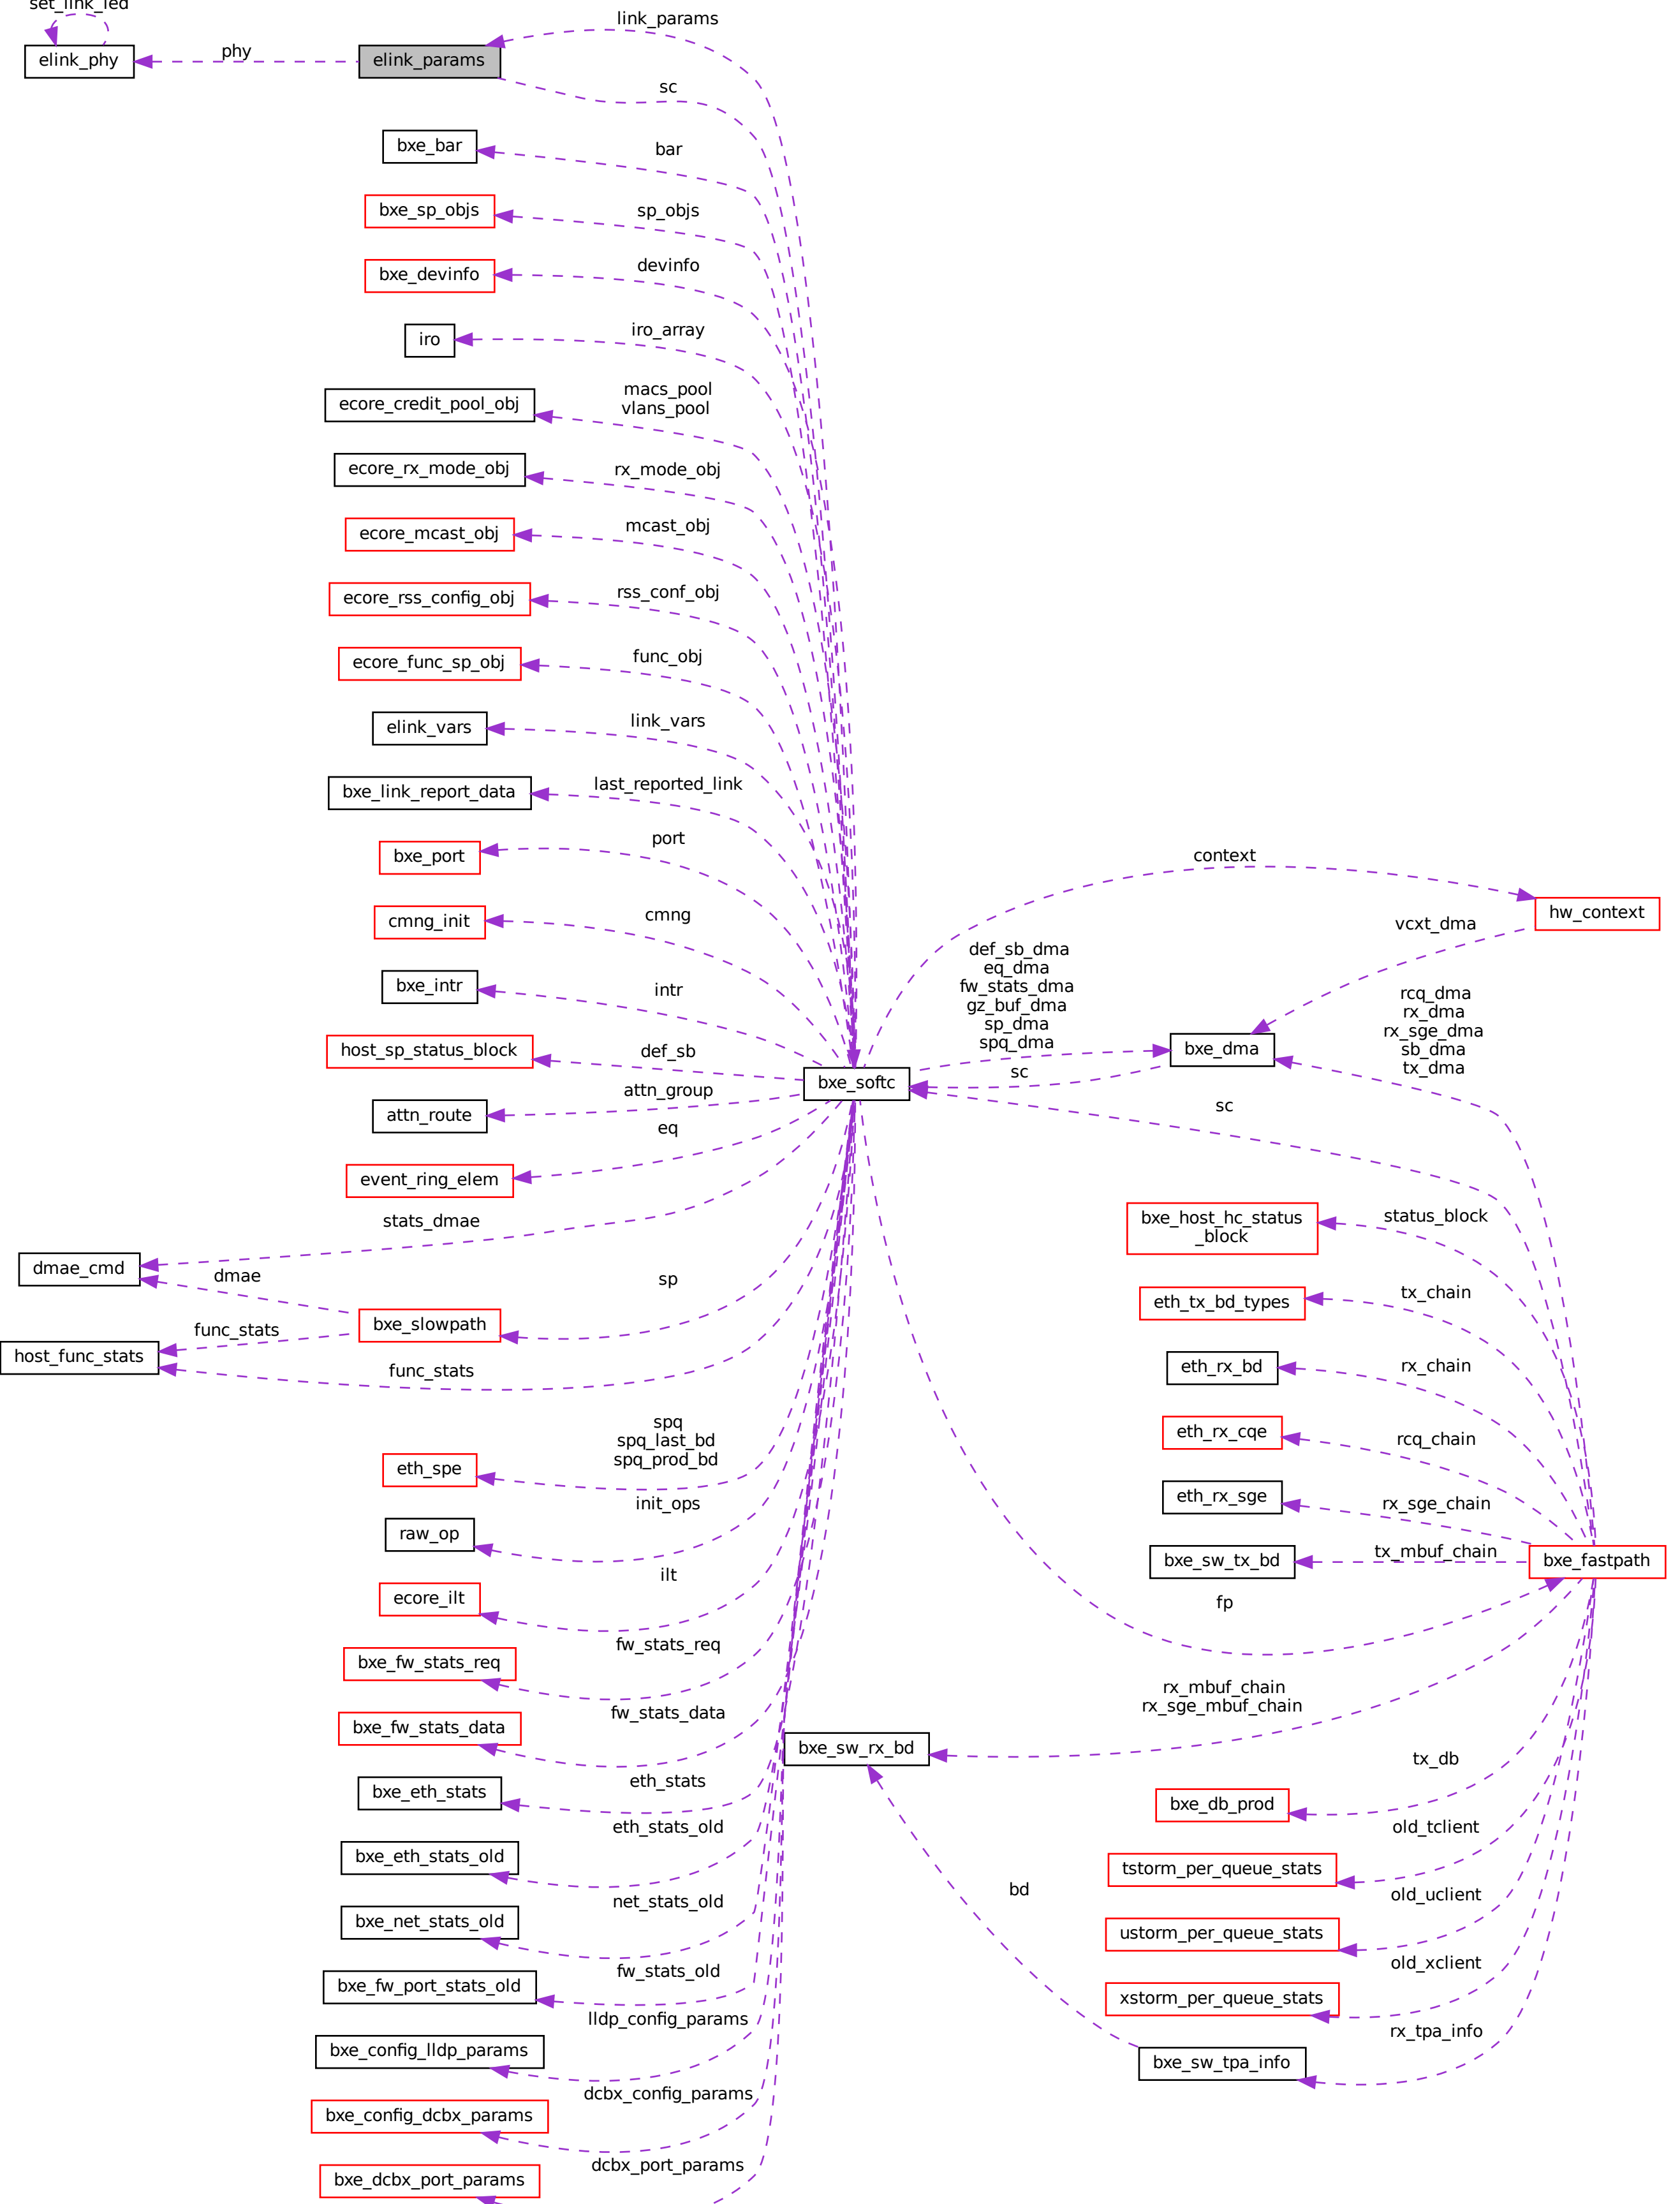 set_link_led
elink_phy
phy
elink_params
link_params
sc
bxe_bar
bar
bxe_sp_objs
sp_objs
bxe_devinfo
devinfo
iro
iro_array
ecore_credit_pool_obj
macs_pool
vlans_pool
ecore_rx_mode_obj
rx_mode_obj
ecore_mcast_obj
mcast_obj
ecore_rss_config_obj
rss_conf_obj
ecore_func_sp_obj
func_obj
elink_vars
link_vars
bxe_link_report_data
last_reported_link
bxe_port
port
cmng_init
cmng
bxe_intr
intr
host_sp_status_block
def_sb
attn_route
attn_group
event_ring_elem
eq
stats_dmae
dmae_cmd
dmae
bxe_slowpath
sp
host_func_stats
func_stats
func_stats
eth_spe
spq
spq_last_bd
spq_prod_bd
raw_op
init_ops
ecore_ilt
ilt
bxe_fw_stats_req
fw_stats_req
bxe_fw_stats_data
fw_stats_data
bxe_eth_stats
eth_stats
bxe_eth_stats_old
eth_stats_old
bxe_net_stats_old
net_stats_old
bxe_fw_port_stats_old
fw_stats_old
bxe_config_lldp_params
lldp_config_params
bxe_config_dcbx_params
dcbx_config_params
bxe_dcbx_port_params
dcbx_port_params
bxe_softc
context
hw_context
vcxt_dma
def_sb_dma
eq_dma
fw_stats_dma
gz_buf_dma
sp_dma
spq_dma
sc
bxe_dma
rcq_dma
rx_dma
rx_sge_dma
sb_dma
tx_dma
sc
bxe_host_hc_status
_block
status_block
eth_tx_bd_types
tx_chain
eth_rx_bd
rx_chain
eth_rx_cqe
rcq_chain
eth_rx_sge
rx_sge_chain
bxe_sw_tx_bd
tx_mbuf_chain
bxe_fastpath
fp
rx_mbuf_chain
rx_sge_mbuf_chain
bxe_sw_rx_bd
bxe_db_prod
tx_db
tstorm_per_queue_stats
old_tclient
ustorm_per_queue_stats
old_uclient
xstorm_per_queue_stats
old_xclient
bd
bxe_sw_tpa_info
rx_tpa_info